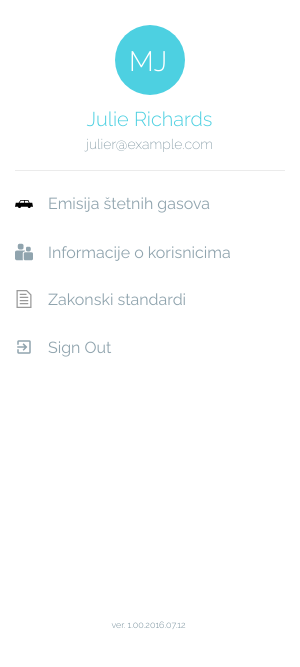 MJ
Julie Richards
julier@example.com
Emisija štetnih gasova
Informacije o korisnicima
Zakonski standardi
Sign Out
ver. 1.00.2016.07.12